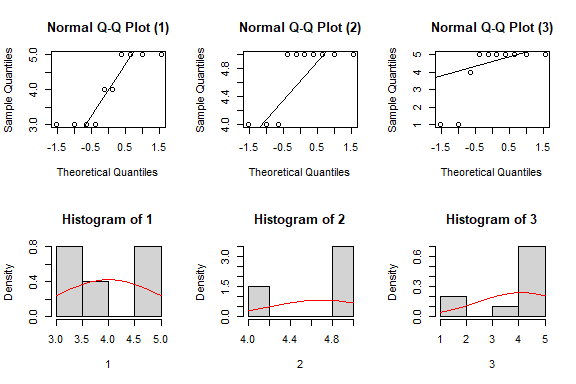 Normal Q-Q Plot (1)
Normal Q-Q Plot (2)
Normal Q-Q Plot (3)
Sample Quantiles
3.0 4.0 5.0
-1.5 -0.5 0.5 1.5
Theoretical Quantiles
Sample Quantiles
4.0 4.4 4.8
-1.5 -0.5 0.5 1.5
Theoretical Quantiles
Sample Quantiles
1 2 3 4 5
-1.5 -0.5 0.5 1.5
Theoretical Quantiles
Histogram of 1
Histogram of 2
Histogram of 3
Density
0.0 0.4 0.8
3.0 3.5 4.0 4.5 5.0
1
Density
0.0 1.5 3.0
4.0 4.4 4.8
2
Density
0.0 0.3 0.6
1 2 3 4 5
3